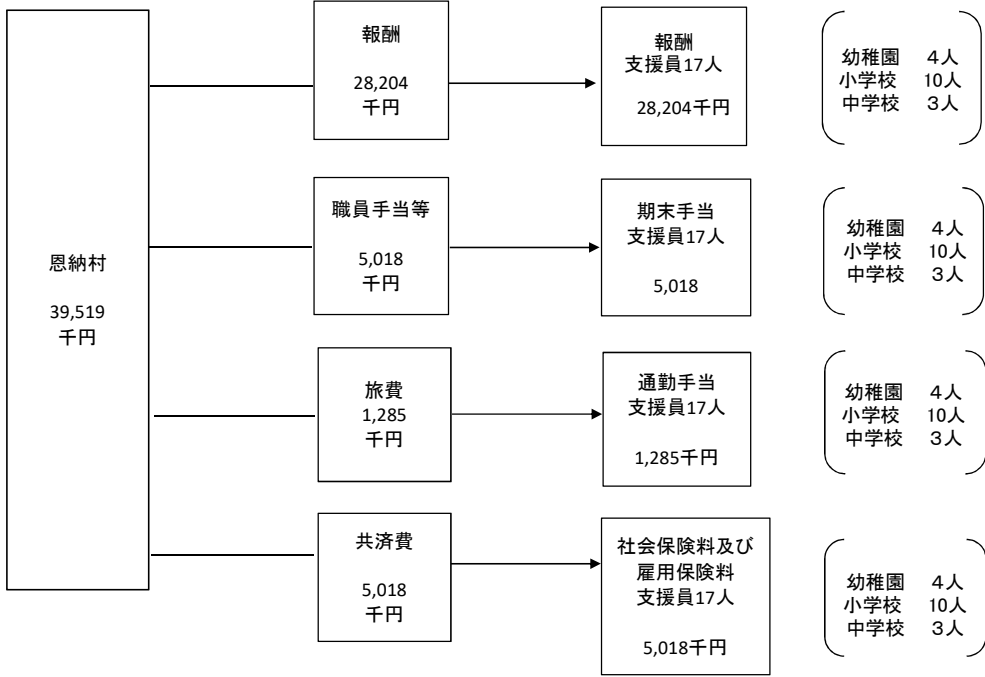 恩納村
39,519
千円
報酬
28,204
千円
報酬
支援員17人
28,204千円
幼稚園 4人
小学校 10人
中学校 3人
職員手当等
5,018
千円
期末手当
支援員17人
5,018
幼稚園 4人
小学校 10人
中学校 3人
旅費
1,285
千円
通勤手当
支援員17人
1,285千円
幼稚園 4人
小学校 10人
中学校 3人
共済費
5,018
千円
社会保険料及び
雇用保険料
支援員17人
5,018千円
幼稚園 4人
小学校 10人
中学校 3人